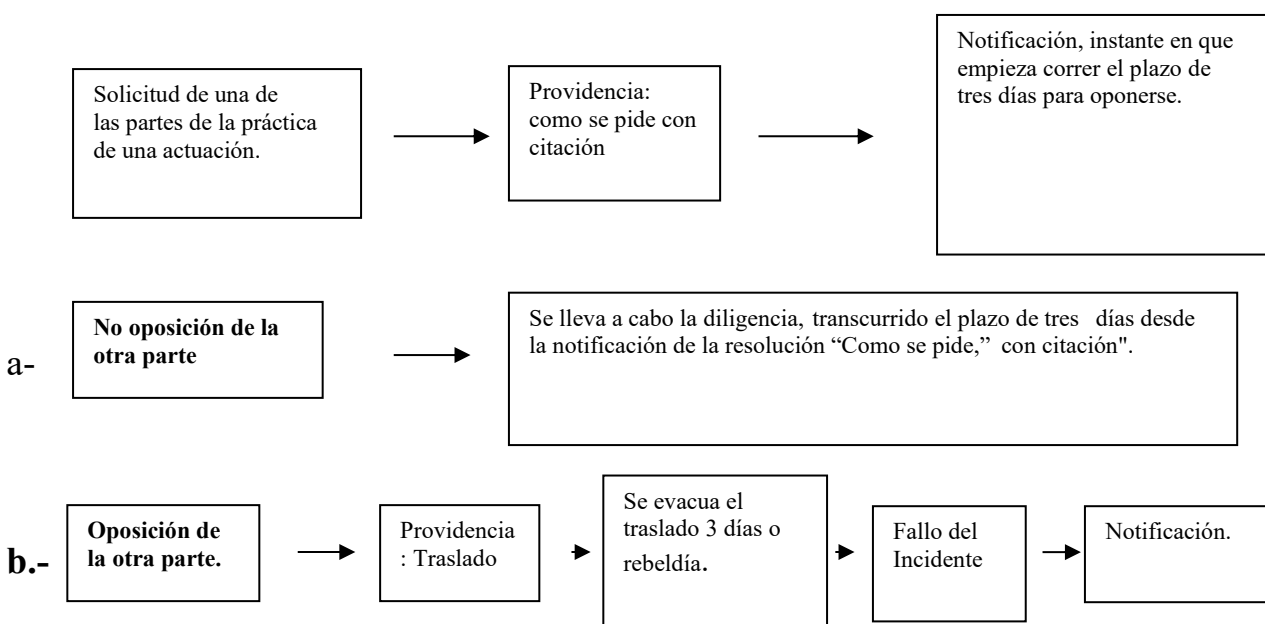 Solicitud de una de
las partes de la práctica
de una actuación.
Providencia:
como se pide con
citación
Notificación, instante en que
empieza correr el plazo de
tres días para oponerse.
a-
No oposición de la
otra parte
Se lleva a cabo la diligencia, transcurrido el plazo de tres días desde
la notificación de la resolución “Como se pide,” con citación".
b.-
Oposición de
la otra parte.
Providencia
: Traslado
Se evacua el
traslado 3 días o
rebeldía.
Fallo del
Incidente
Notificación.